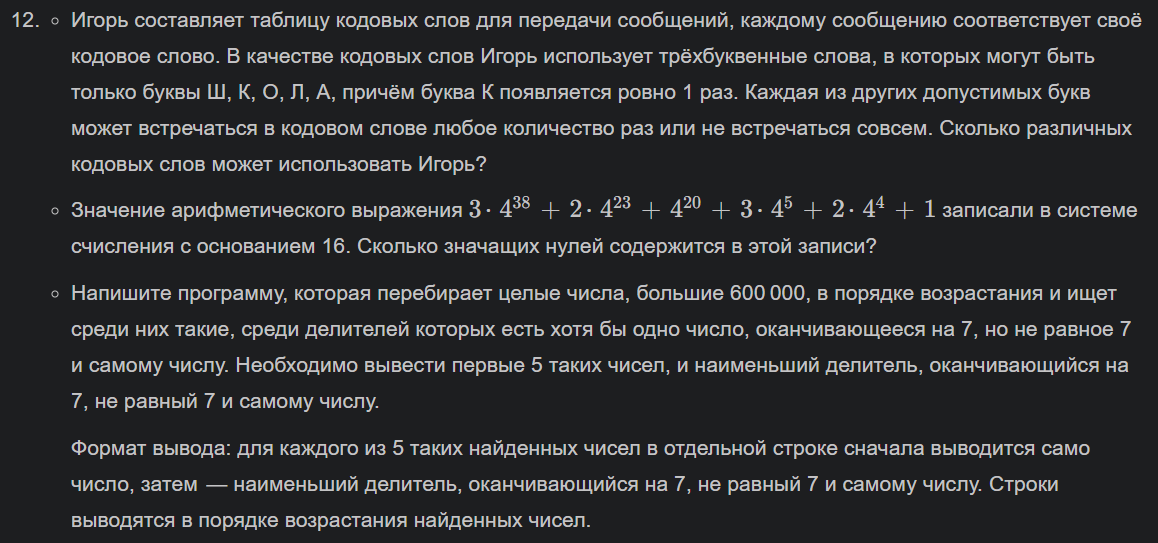 12. ◦ Игорь составляет таблицу кодовых слов для передачи сообщений, каждому сообщению соответствует своё
кодовое слово. В качестве кодовых слов Игорь использует трёхбуквенные слова, в которых могут быть
только буквы Ш, К, О, Л, А, причём буква К появляется ровно 1 раз. Каждая из других допустимых букв
может встречаться в кодовом слове любое количество раз или не встречаться совсем. Сколько различных
кодовых слов может использовать Игорь?
◦ Значение арифметического выражения 3 · 4^38 + 2 · 4^23 + 4^20 + 3 · 4^5 + 2 · 4^4 + 1 записали в системе
счисления с основанием 16. Сколько значащих нулей содержится в этой записи?
◦ Напишите программу, которая перебирает целые числа, большие 600 000, в порядке возрастания и ищет
среди них такие, среди делителей которых есть хотя бы одно число, оканчивающееся на 7, но не равное 7
и самому числу. Необходимо вывести первые 5 таких чисел, и наименьший делитель, оканчивающийся на
7, не равный 7 и самому числу.
Формат вывода: для каждого из 5 таких найденных чисел в отдельной строке сначала выводится само
число, затем — наименьший делитель, оканчивающийся на 7, не равный 7 и самому числу. Строки
выводятся в порядке возрастания найденных чисел.